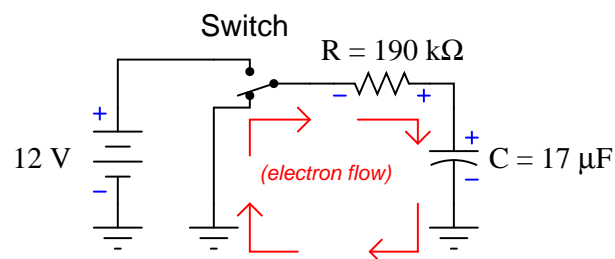 Switch
R = 190 kΩ
− +
+
12 V
−
(electron flow)
+
C = 17 µF
−